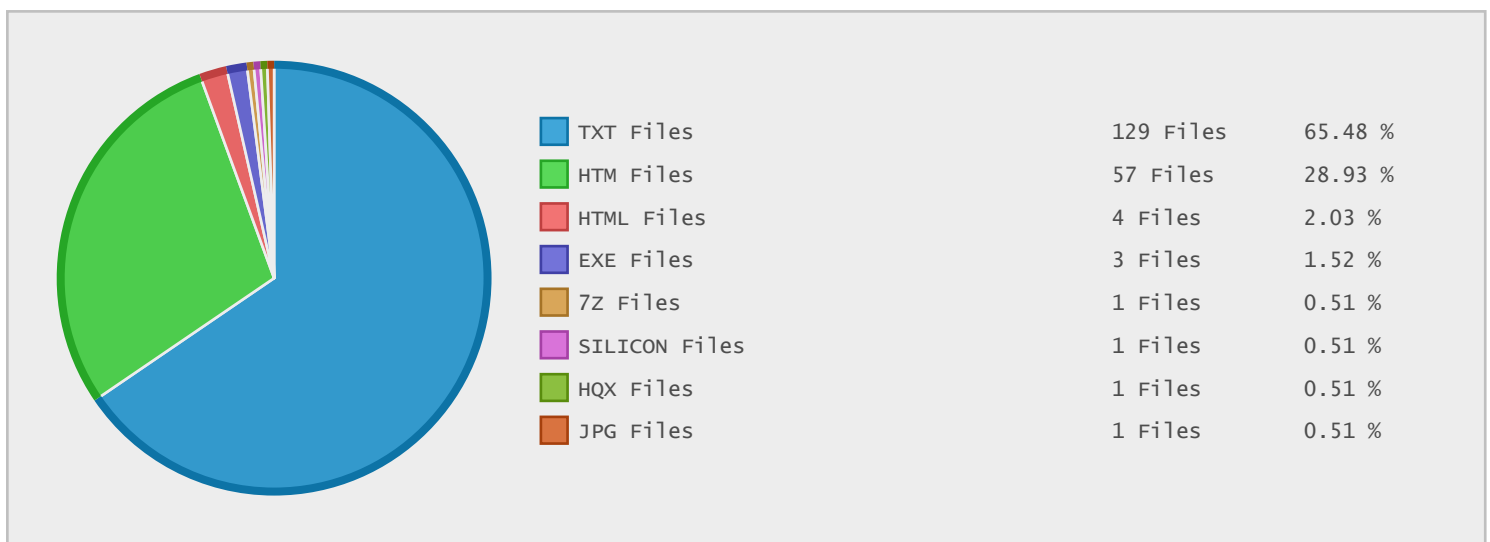 TXT Files 129 Files 65.48 %
HTM Files 57 Files 28.93 %
HTML Files 4 Files 2.03 %
EXE Files 3 Files 1.52 %
7Z Files 1 Files 0.51 %
SILICON Files 1 Files 0.51 %
HQX Files 1 Files 0.51 %
JPG Files 1 Files 0.51 %